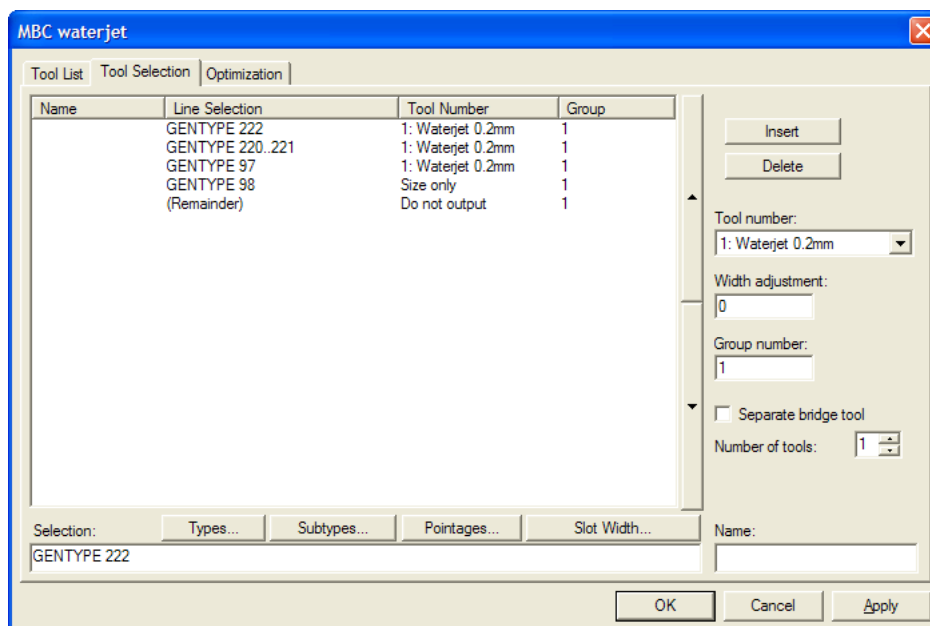 MBC waterjet
Tool List Tool Selection Optimization
Name Line Selection Tool Number Group
GENTYPE 222 1: Waterjet 0.2mm 1
GENTYPE 220..221 1: Waterjet 0.2mm 1
GENTYPE 97 1: Waterjet 0.2mm 1
GENTYPE 98 Size only 1
(Remainder) Do not output 1
Insert
Delete
Tool number:
1: Waterjet 0.2mm
Width adjustment:
0
Group number:
1
Separate bridge tool
Number of tools: 1
Selection: Types... Subtypes... Pointages... Slot Width... Name:
GENTYPE 222
OK Cancel Apply